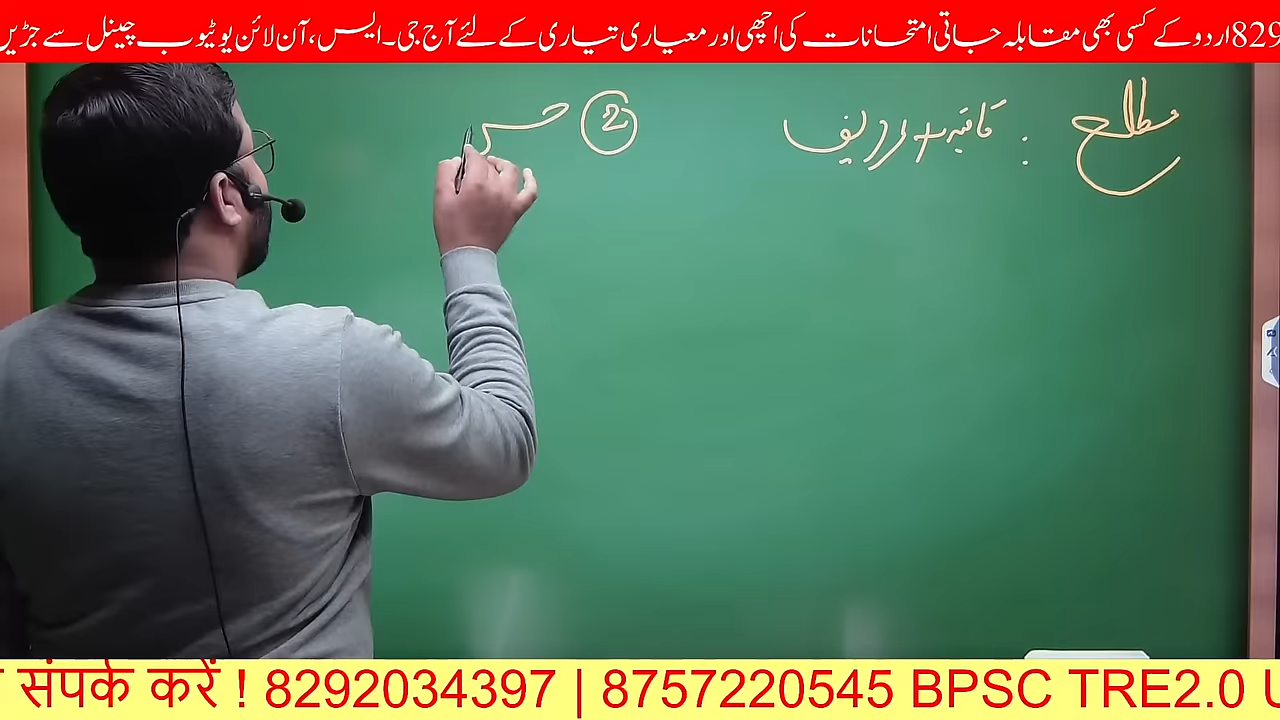 829اردو کے کسی بھی مقابلہ جاتی امتحانات کی اچھی اور معیاری تیاری کے لئے آج جی۔ایس، آن لائن یوٹیوب چینل سے جڑیں
مطلع : قافیہ + ردیف
②
संपर्क करें ! 8292034397 | 8757220545 BPSC TRE2.0 U